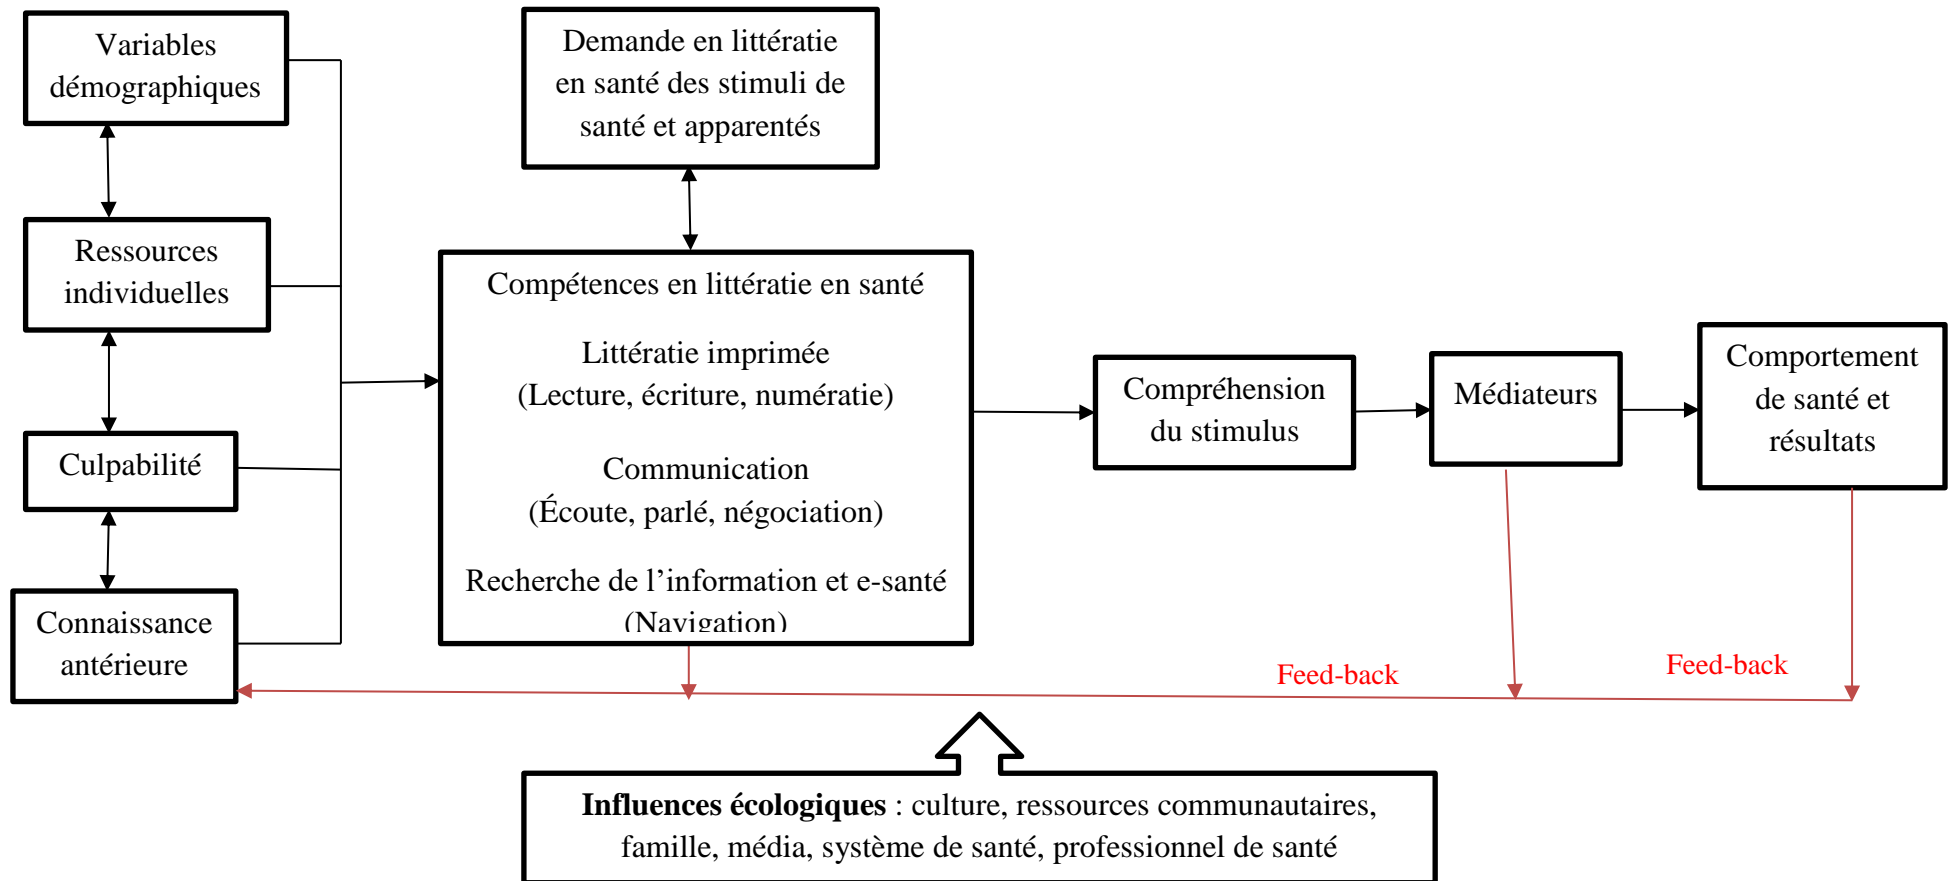 Variables
démographiques
Ressources
individuelles
Culpabilité
Connaissance
antérieure
Demande en littératie
en santé des stimuli de
santé et apparentés
Compétences en littératie en santé
Littératie imprimée
(Lecture, écriture, numératie)
Communication
(Écoute, parlé, négociation)
Recherche de l’information et e-santé
(Navigation)
Compréhension
du stimulus
Médiateurs
Comportement
de santé et
résultats
Feed-back
Feed-back
Influences écologiques : culture, ressources communautaires,
famille, média, système de santé, professionnel de santé